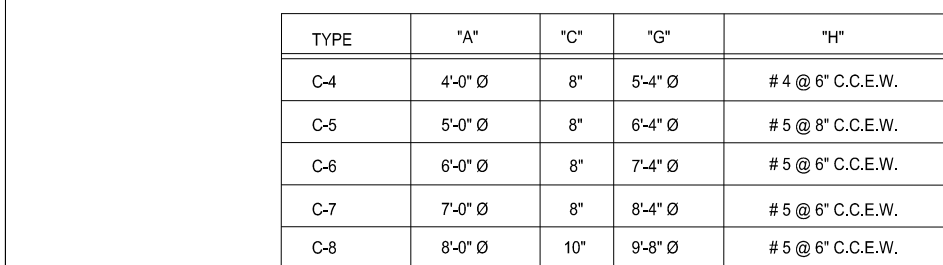 TYPE "A" "C" "G" "H"
C-4 4'-0" Ø 8" 5'-4" Ø # 4 @ 6" C.C.E.W.
C-5 5'-0" Ø 8" 6'-4" Ø # 5 @ 8" C.C.E.W.
C-6 6'-0" Ø 8" 7'-4" Ø # 5 @ 6" C.C.E.W.
C-7 7'-0" Ø 8" 8'-4" Ø # 5 @ 6" C.C.E.W.
C-8 8'-0" Ø 10" 9'-8" Ø # 5 @ 6" C.C.E.W.